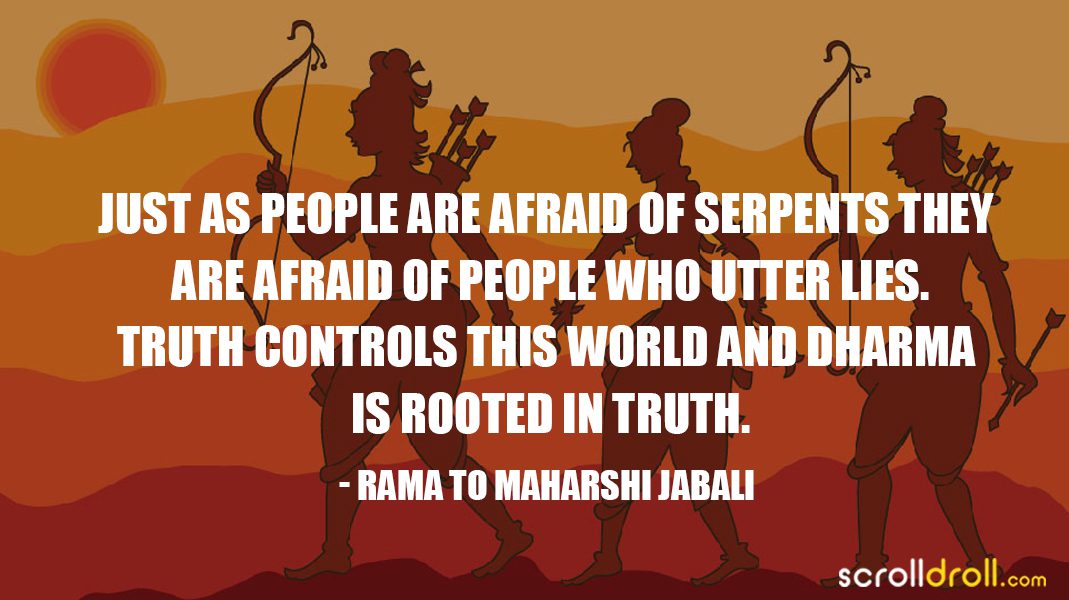 JUST AS PEOPLE ARE AFRAID OF SERPENTS THEY
ARE AFRAID OF PEOPLE WHO UTTER LIES.
TRUTH CONTROLS THIS WORLD AND DHARMA
IS ROOTED IN TRUTH.
- RAMA TO MAHARSHI JABALI
scrolldroll.com